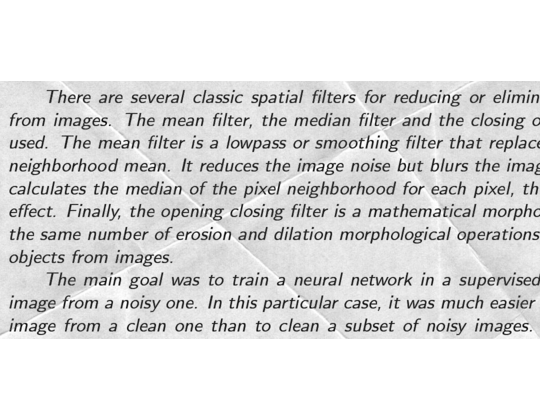 There are several classic spatial filters for reducing or elimin
from images. The mean filter, the median filter and the closing o
used. The mean filter is a lowpass or smoothing filter that replace
neighborhood mean. It reduces the image noise but blurs the imag
calculates the median of the pixel neighborhood for each pixel, th
effect. Finally, the opening closing filter is a mathematical morpho
the same number of erosion and dilation morphological operations
objects from images.
The main goal was to train a neural network in a supervised
image from a noisy one. In this particular case, it was much easier
image from a clean one than to clean a subset of noisy images.